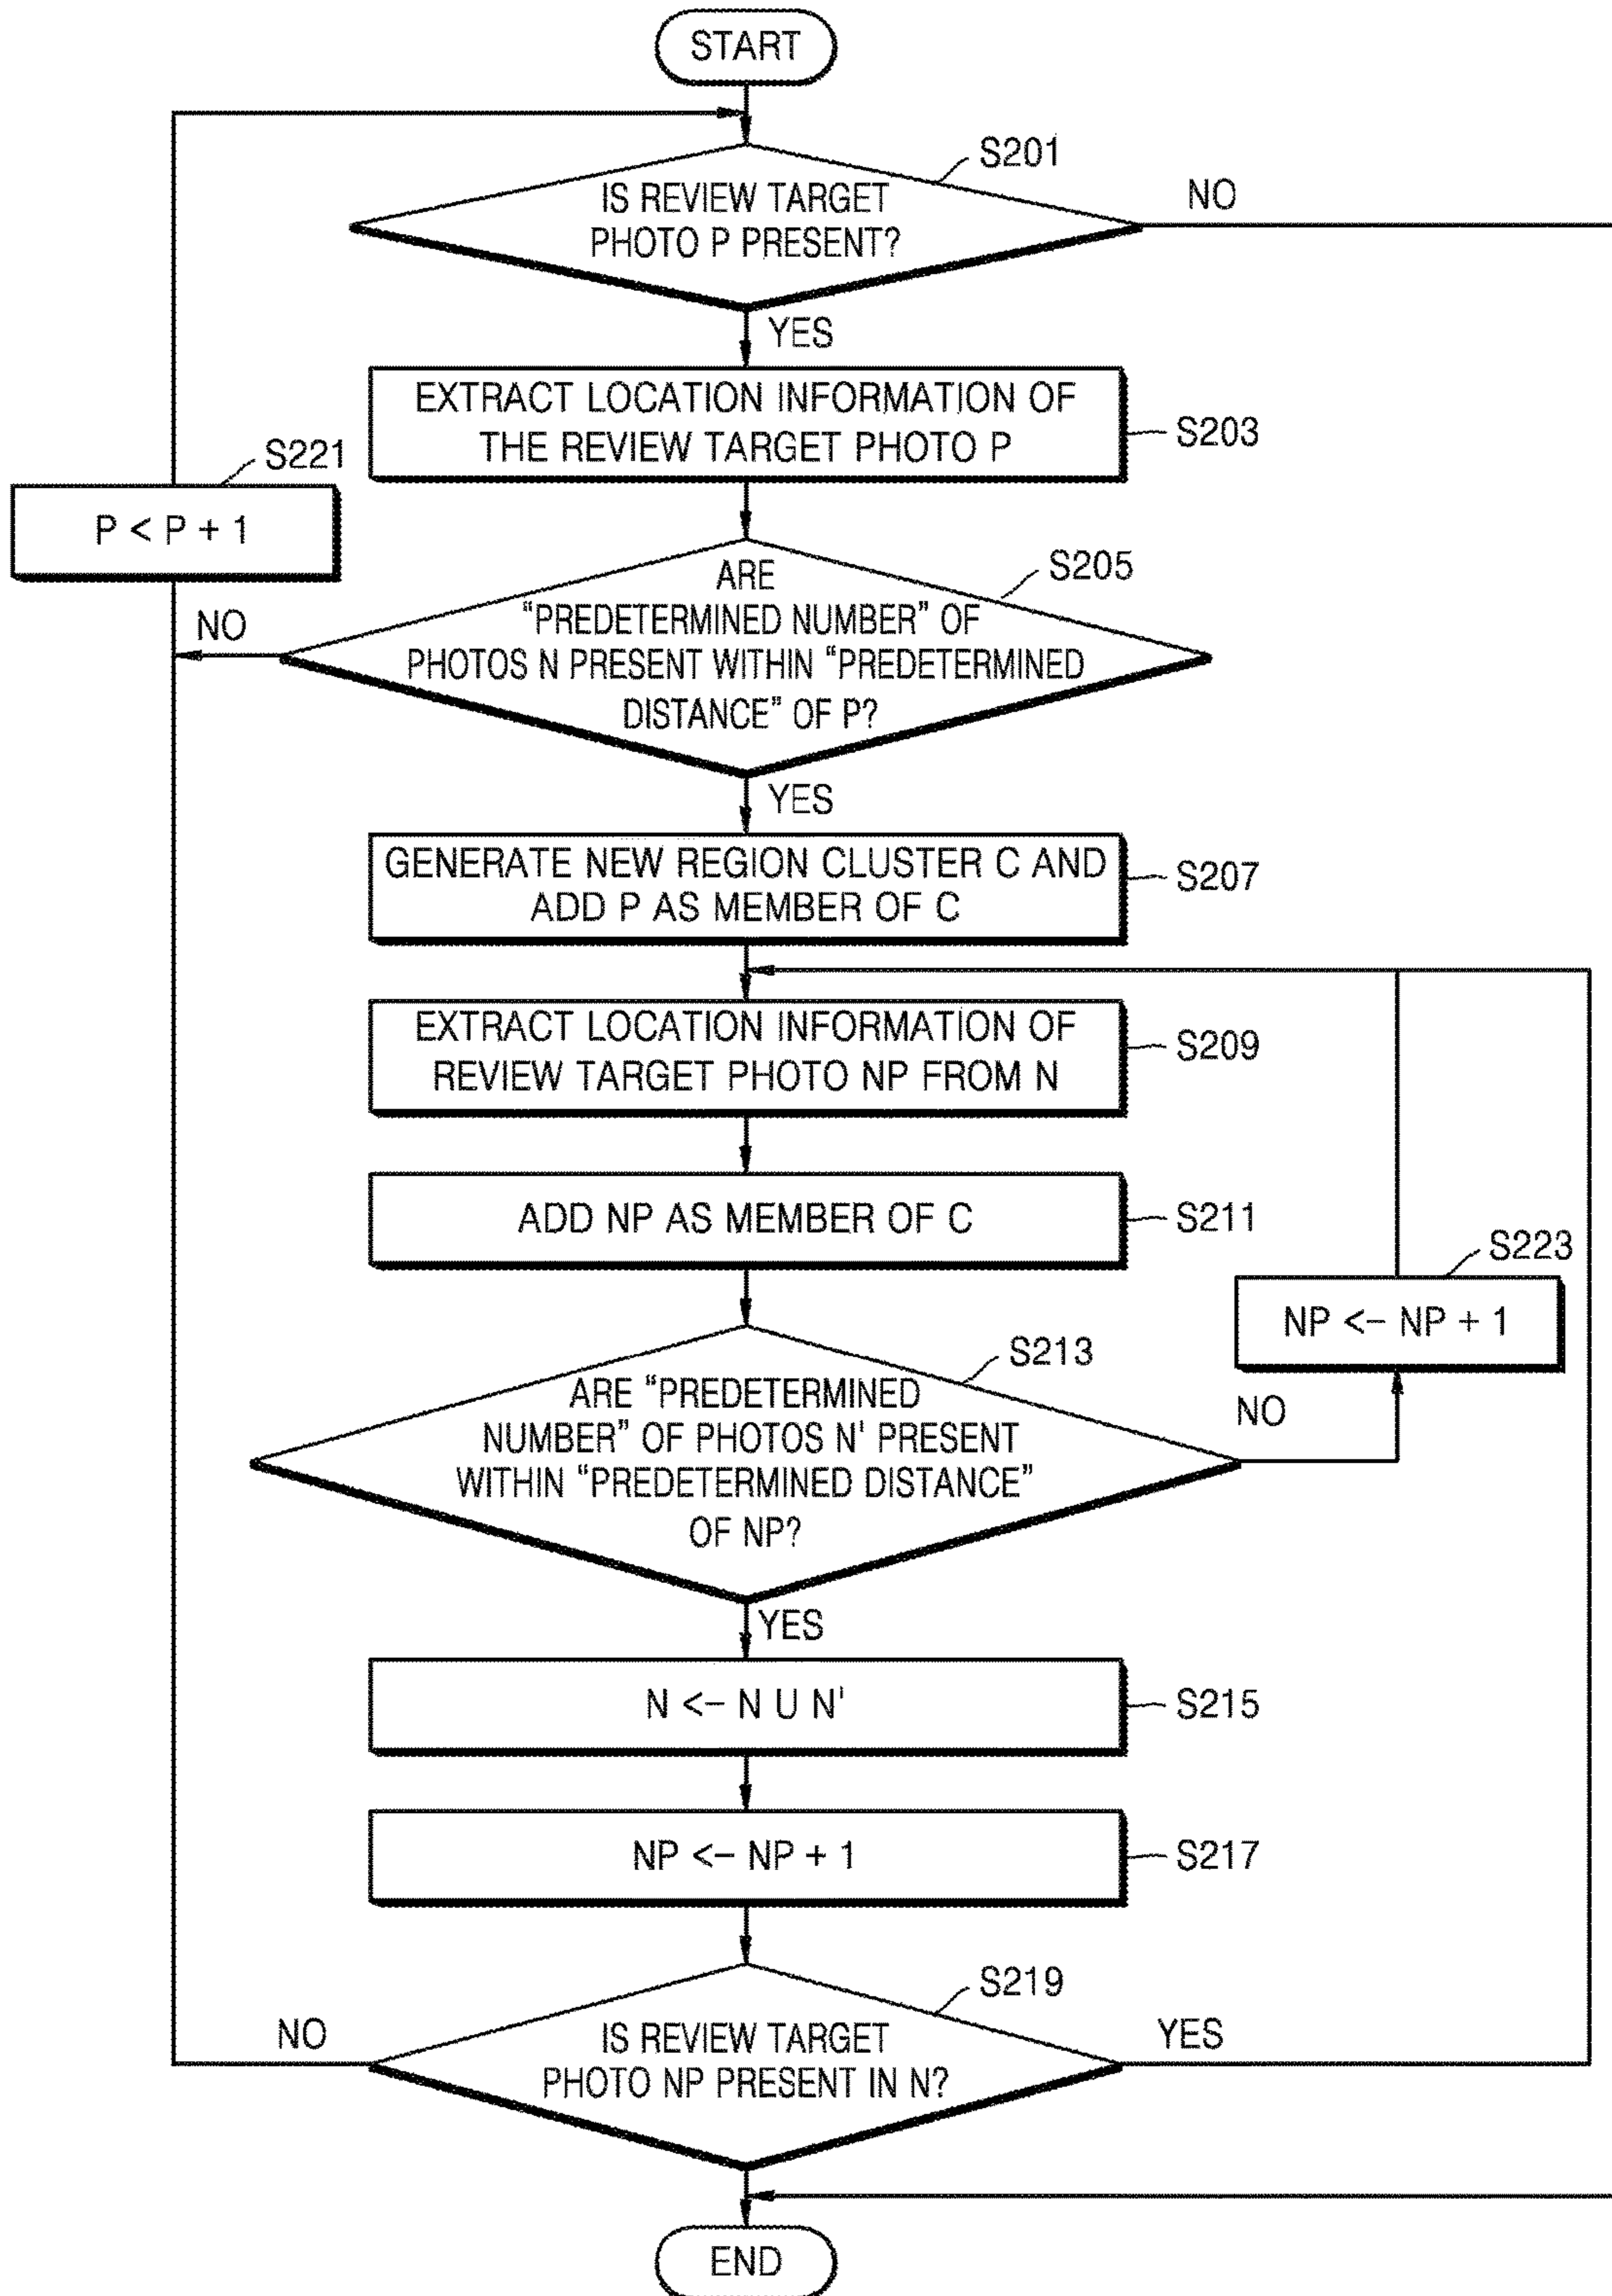 START
S201
IS REVIEW TARGET
PHOTO P PRESENT?
NO
YES
EXTRACT LOCATION INFORMATION OF
THE REVIEW TARGET PHOTO P
S203
S221
P < P + 1
S205
ARE
“PREDETERMINED NUMBER” OF
PHOTOS N PRESENT WITHIN “PREDETERMINED
DISTANCE” OF P?
NO
YES
GENERATE NEW REGION CLUSTER C AND
ADD P AS MEMBER OF C
S207
EXTRACT LOCATION INFORMATION OF
REVIEW TARGET PHOTO NP FROM N
S209
ADD NP AS MEMBER OF C
S211
S223
NP <- NP + 1
S213
ARE “PREDETERMINED
NUMBER” OF PHOTOS N' PRESENT
WITHIN “PREDETERMINED DISTANCE”
OF NP?
NO
YES
N <- N U N'
S215
NP <- NP + 1
S217
S219
IS REVIEW TARGET
PHOTO NP PRESENT IN N?
NO
YES
END